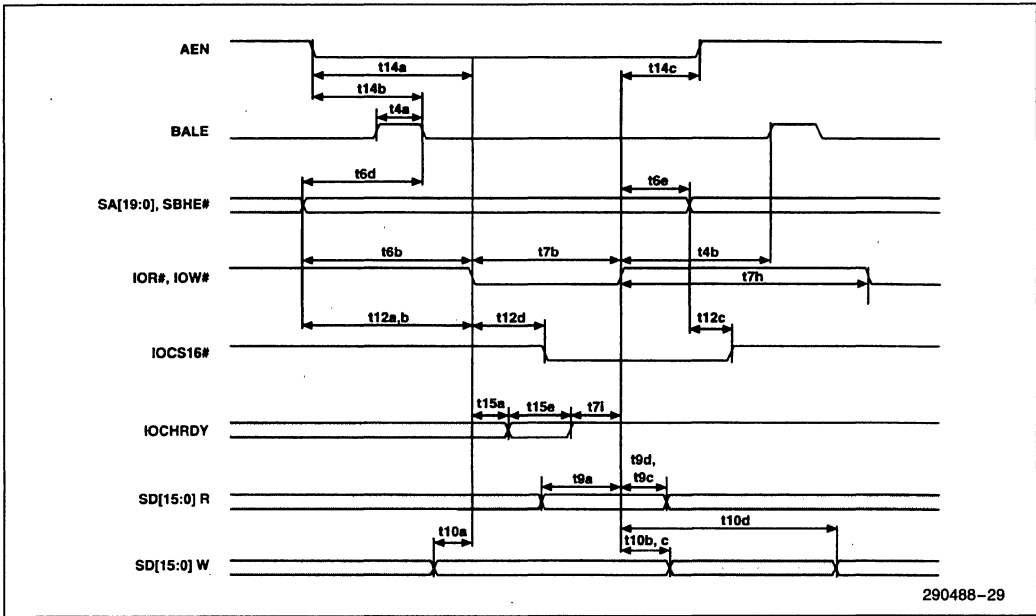 AEN
t14a
t14c
t14b
t4a
BALE
t6d
t6e
SA[19:0], SBHE#
t6b
t7b
t4b
IOR#, IOW#
t7h
t12a,b
t12d
t12c
IOCS16#
t15a
t15e
t7i
IOCHRDY
t9d,
t9a
t9c
SD[15:0] R
t10d
t10a
t10b, c
SD[15:0] W
290488-29